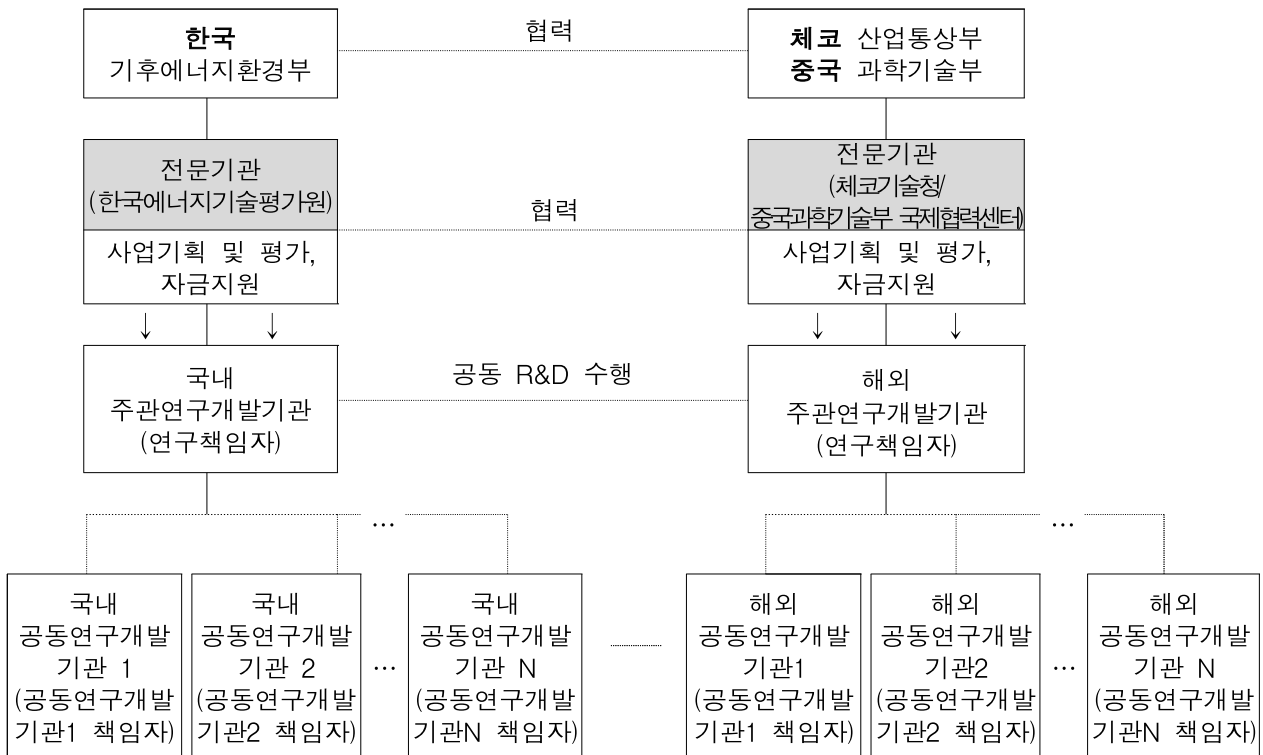 한국
기후에너지환경부
협력
체코 산업통상부
중국 과학기술부
전문기관
(한국에너지기술평가원)
사업기획 및 평가,
자금지원
협력
전문기관
(체코기술청/
중국과학기술부 국제협력센터)
사업기획 및 평가,
자금지원
↓ ↓
↓ ↓
국내
주관연구개발기관
(연구책임자)
공동 R&D 수행
해외
주관연구개발기관
(연구책임자)
...
...
국내
공동연구개발
기관 1
(공동연구개발
기관1 책임자)
국내
공동연구개발
기관 2
(공동연구개발
기관2 책임자)
...
국내
공동연구개발
기관 N
(공동연구개발
기관N 책임자)
해외
공동연구개발
기관1
(공동연구개발
기관1 책임자)
해외
공동연구개발
기관2
(공동연구개발
기관2 책임자)
...
해외
공동연구개발
기관 N
(공동연구개발
기관N 책임자)